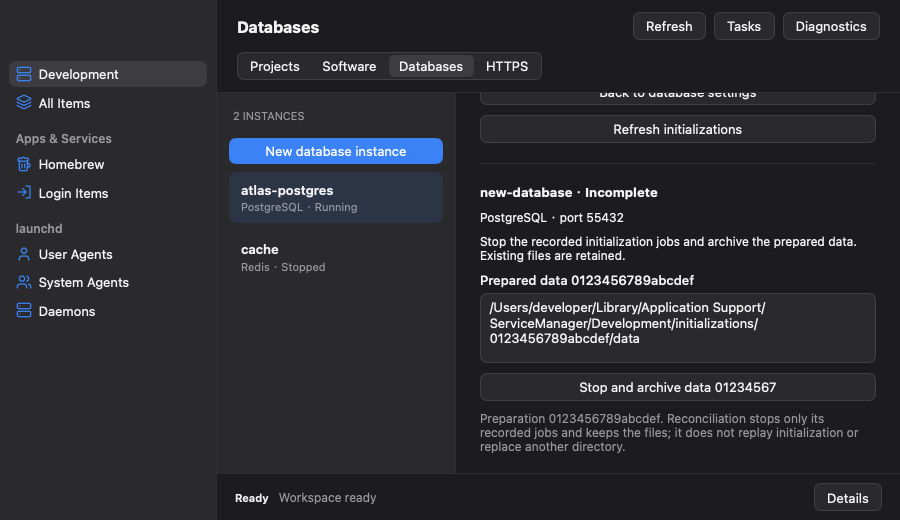 Databases
Refresh
Tasks
Diagnostics
Projects
Software
Databases
HTTPS
Development
All Items
Apps & Services
Homebrew
Login Items
launchd
User Agents
System Agents
Daemons
2 INSTANCES
New database instance
atlas-postgres
PostgreSQL · Running
cache
Redis · Stopped
Back to database settings
Refresh initializations
new-database · Incomplete
PostgreSQL · port 55432
Stop the recorded initialization jobs and archive the prepared data.
Existing files are retained.
Prepared data 0123456789abcdef
/Users/developer/Library/Application Support/
ServiceManager/Development/initializations/
0123456789abcdef/data
Stop and archive data 01234567
Preparation 0123456789abcdef. Reconciliation stops only its
recorded jobs and keeps the files; it does not replay initialization or
replace another directory.
Ready
Workspace ready
Details